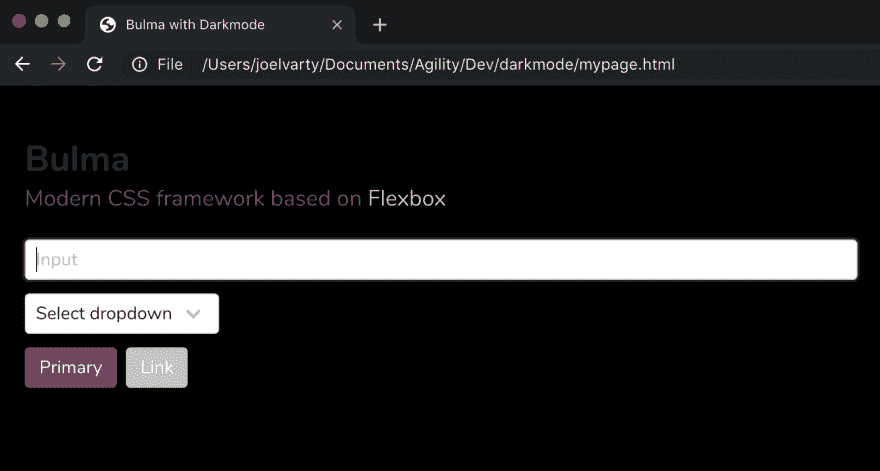 Bulma with Darkmode
File /Users/joelvarty/Documents/Agility/Dev/darkmode/mypage.html
Bulma
Modern CSS framework based on Flexbox
Input
Select dropdown
Primary Link